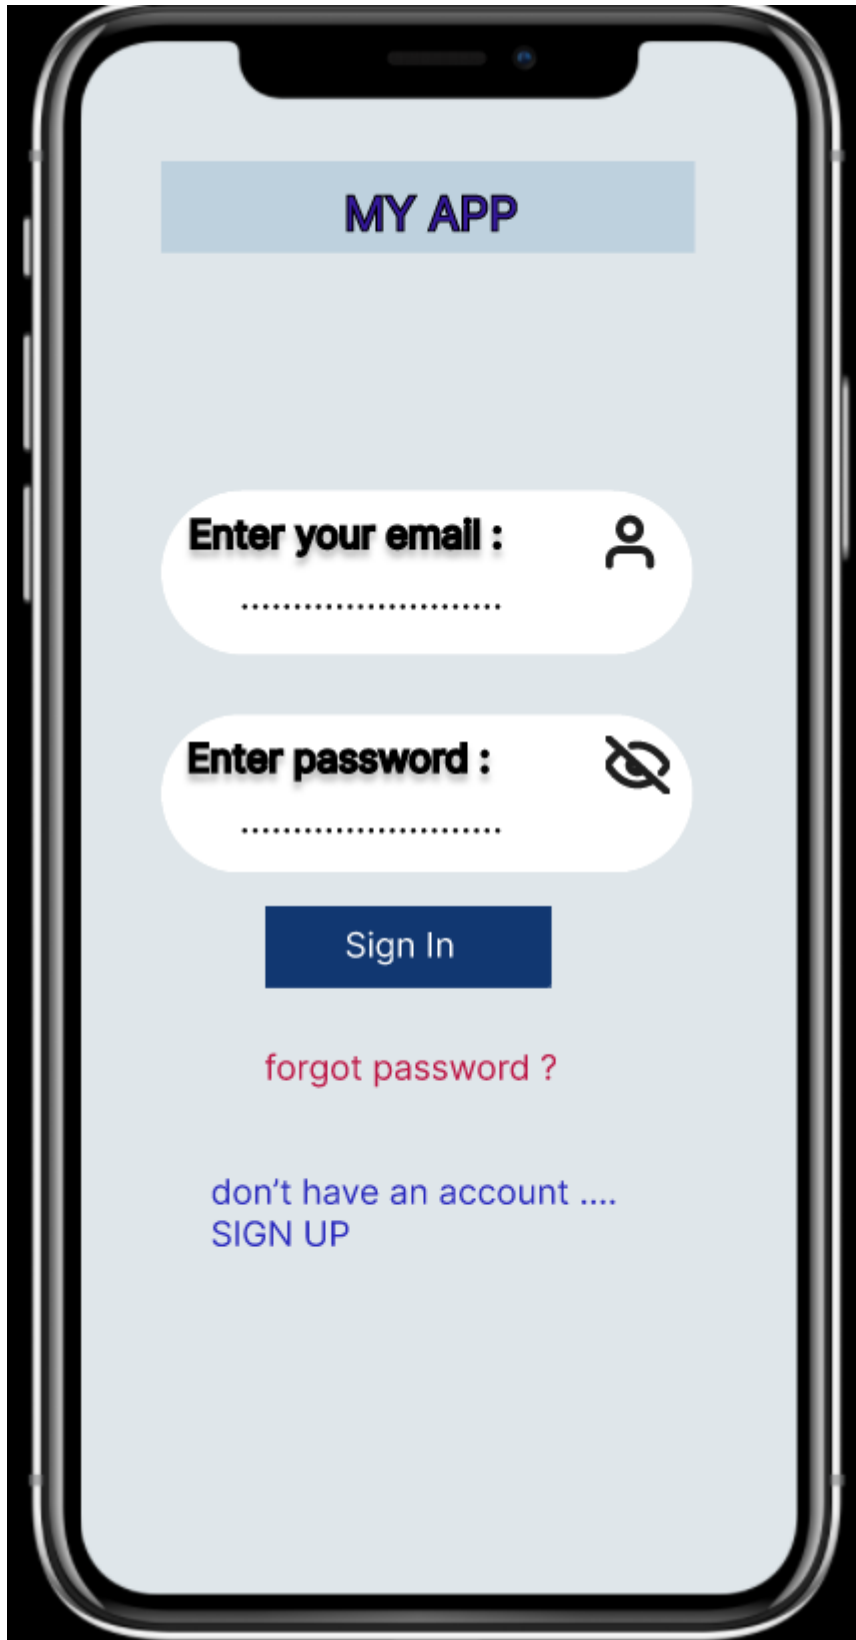 MY APP
Enter your email :
.........................
Enter password :
.........................
Sign In
forgot password ?
don’t have an account ....
SIGN UP